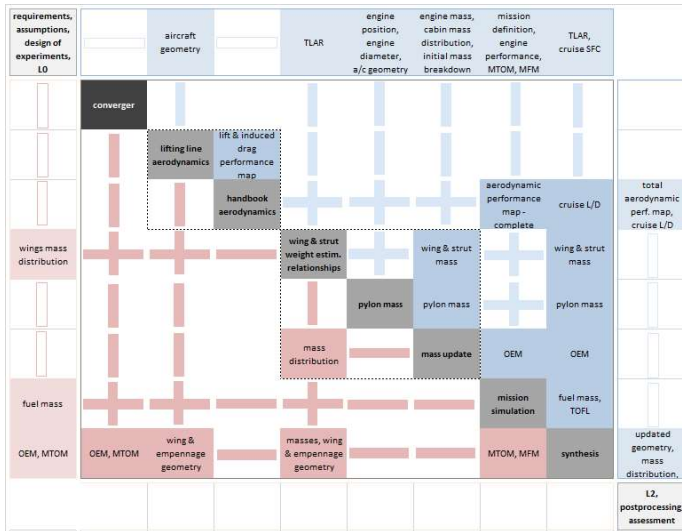 requirements,
assumptions,
design of
experiments,
L0
aircraft
geometry
TLAR
engine
position,
engine
diameter,
a/c geometry
engine mass,
cabin mass
distribution,
initial mass
breakdown
mission
definition,
engine
performance,
MTOM, MFM
TLAR,
cruise SFC
converger
lifting line
aerodynamics
lift & induced
drag
performance
map
handbook
aerodynamics
aerodynamic
performance
map -
complete
cruise L/D
total
aerodynamic
perf. map,
cruise L/D
wings mass
distribution
wing & strut
weight estim.
relationships
wing & strut
mass
wing & strut
mass
pylon mass
pylon mass
pylon mass
mass
distribution
mass update
OEM
OEM
fuel mass
mission
simulation
fuel mass,
TOFL
OEM, MTOM
OEM, MTOM
wing &
empennage
geometry
masses, wing
& empennage
geometry
MTOM, MFM
synthesis
updated
geometry,
mass
distribution,
L2,
postprocessing
assessment